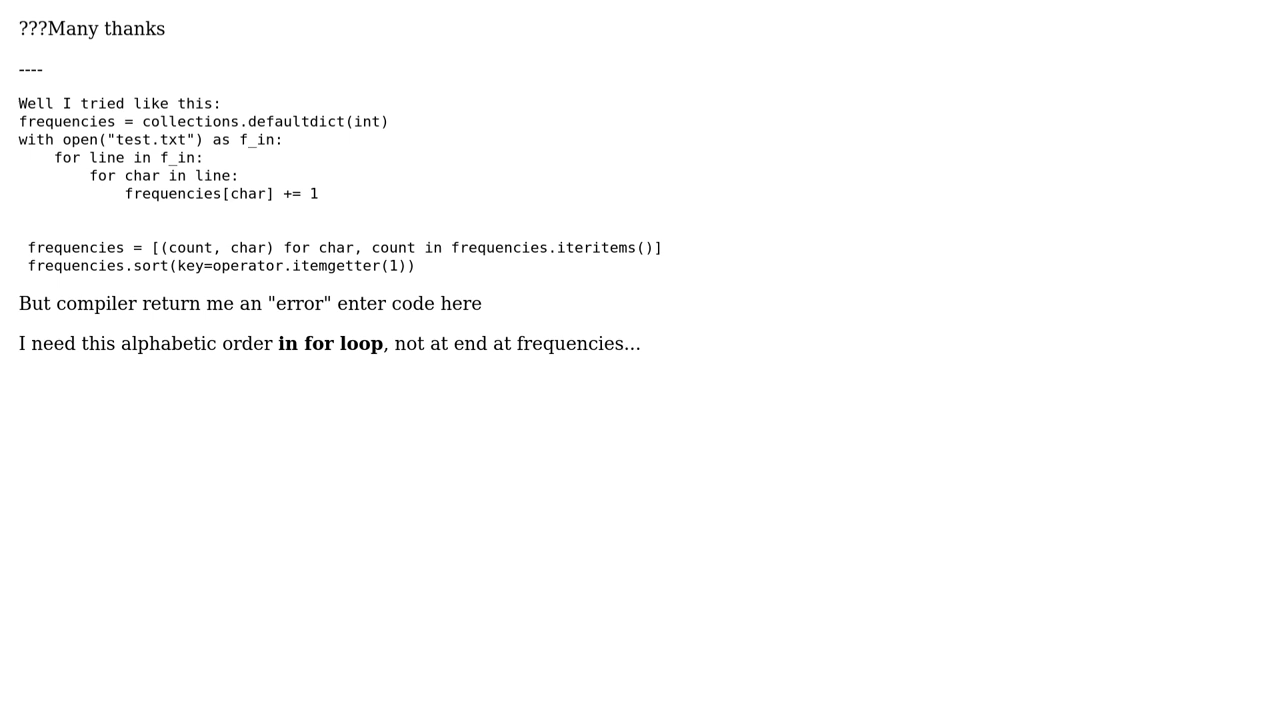 ???Many thanks
----
Well I tried like this:
frequencies = collections.defaultdict(int)
with open("test.txt") as f_in:
    for line in f_in:
        for char in line:
            frequencies[char] += 1
 frequencies = [(count, char) for char, count in frequencies.iteritems()]
 frequencies.sort(key=operator.itemgetter(1))
But compiler return me an "error" enter code here
I need this alphabetic order in for loop, not at end at frequencies...